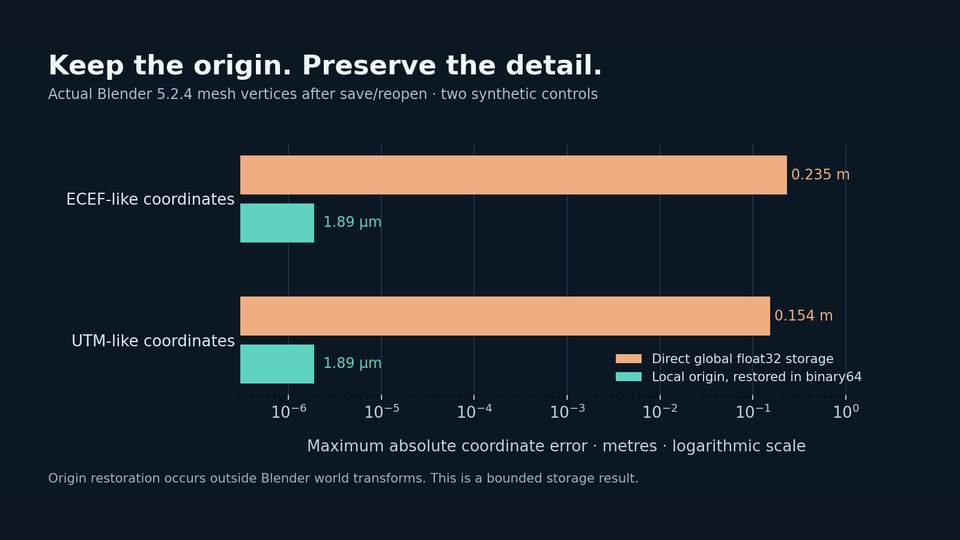 Keep the origin. Preserve the detail.
Actual Blender 5.2.4 mesh vertices after save/reopen · two synthetic controls
0.235 m
ECEF-like coordinates
1.89 μm
0.154 m
UTM-like coordinates
1.89 μm
Direct global float32 storage
Local origin, restored in binary64
10⁻⁶ 10⁻⁵ 10⁻⁴ 10⁻³ 10⁻² 10⁻¹ 10⁰
Maximum absolute coordinate error · metres · logarithmic scale
Origin restoration occurs outside Blender world transforms. This is a bounded storage result.